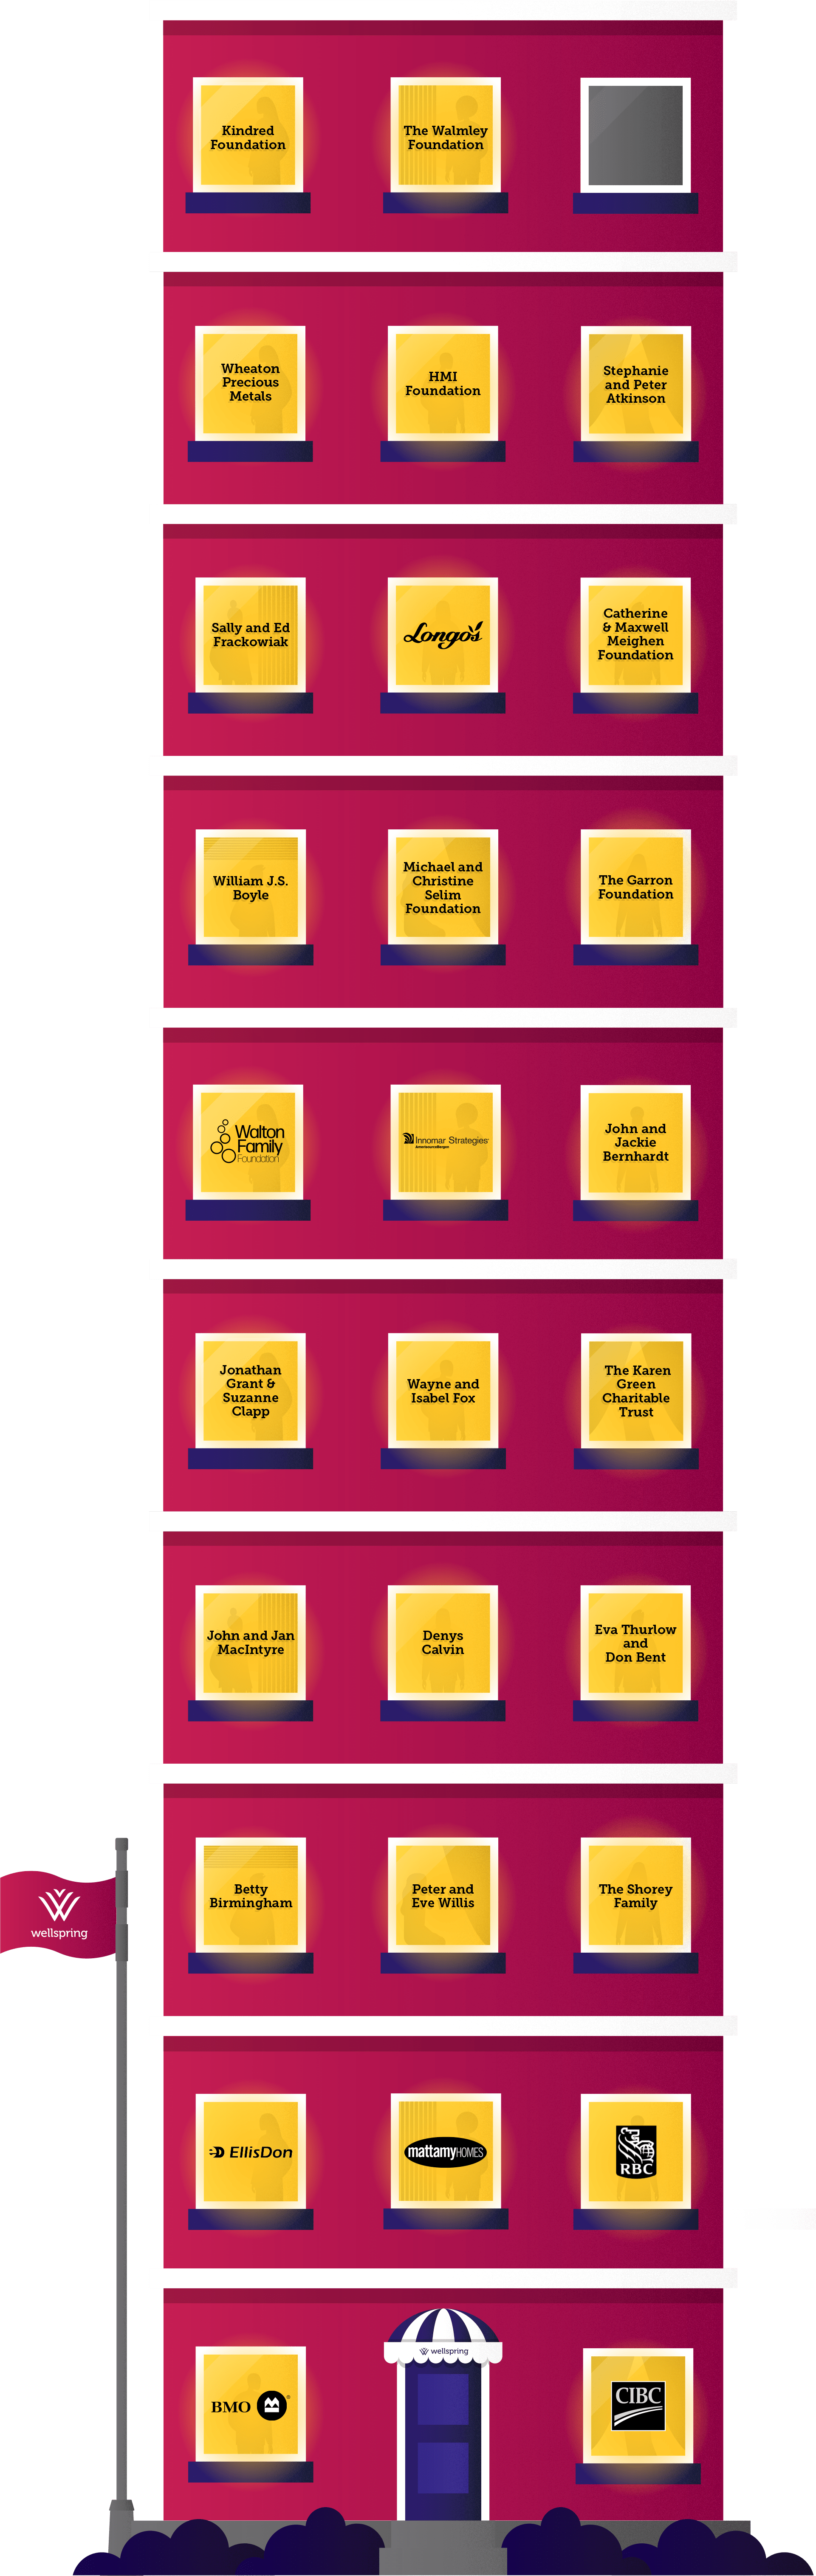 Kindred
Foundation
The Walmley
Foundation
Wheaton
Precious
Metals
HMI
Foundation
Stephanie
and Peter
Atkinson
Sally and Ed
Frackowiak
Longo's
Catherine
& Maxwell
Meighen
Foundation
William J.S.
Boyle
Michael and
Christine
Selim
Foundation
The Garron
Foundation
Walton
Family
Foundation
Innomar Strategies
AmerisourceBergen
John and
Jackie
Bernhardt
Jonathan
Grant &
Suzanne
Clapp
Wayne and
Isabel Fox
The Karen
Green
Charitable
Trust
John and Jan
MacIntyre
Denys
Calvin
Eva Thurlow
and
Don Bent
Betty
Birmingham
Peter and
Eve Willis
The Shorey
Family
wellspring
EllisDon
mattamyHOMES
RBC
wellspring
BMO
CIBC